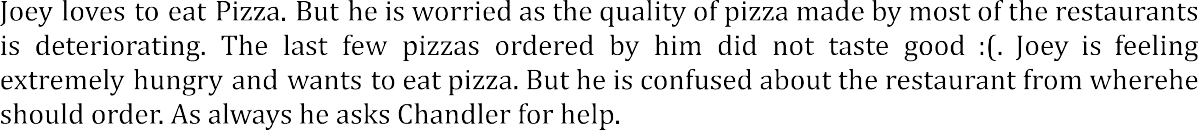 Joey loves to eat Pizza. But he is worried as the quality of pizza made by most of the restaurants
is deteriorating. The last few pizzas ordered by him did not taste good :(. Joey is feeling
extremely hungry and wants to eat pizza. But he is confused about the restaurant from wherehe
should order. As always he asks Chandler for help.